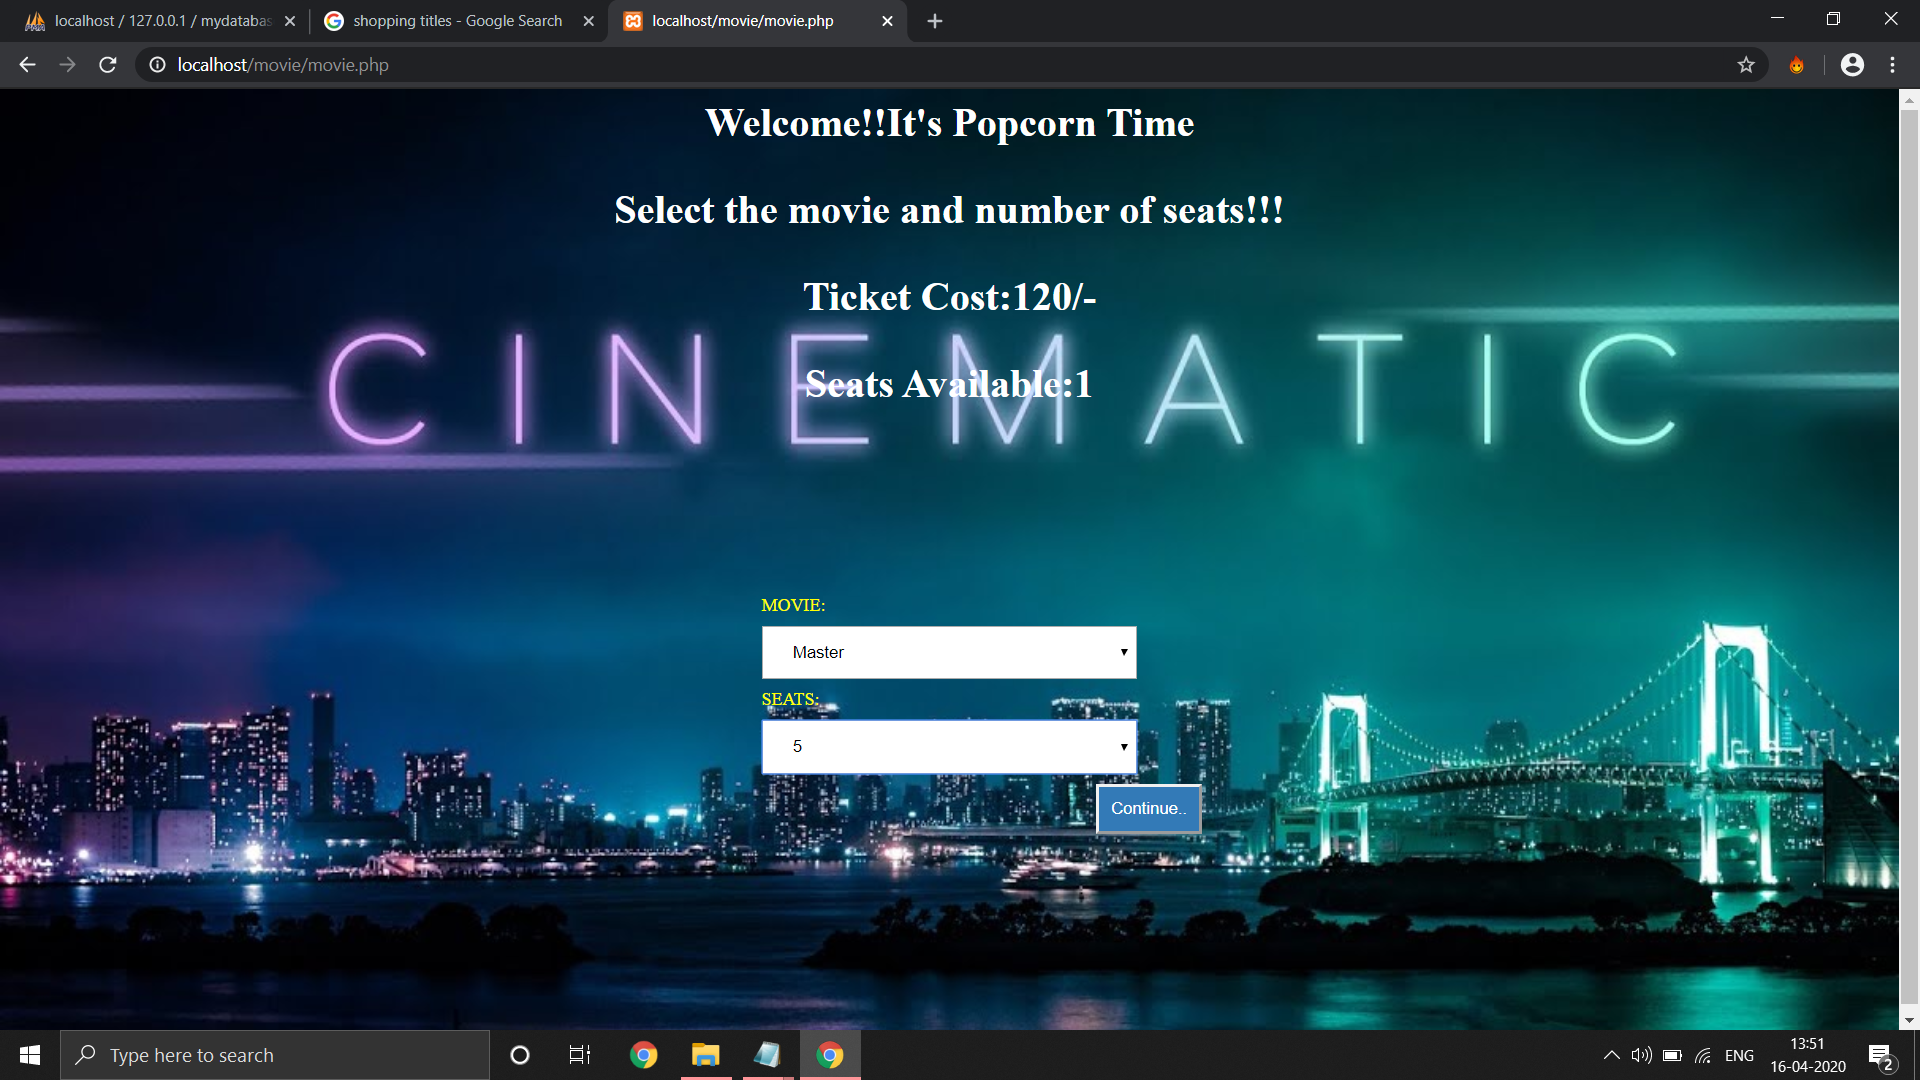 localhost / 127.0.0.1 / mydatabas
shopping titles - Google Search
localhost/movie/movie.php
localhost/movie/movie.php
Welcome!!It's Popcorn Time
Select the movie and number of seats!!!
Ticket Cost:120/-
CINEMATIC
Seats Available:1
MOVIE:
Master
SEATS:
5
Continue..
Type here to search
ENG
13:51
16-04-2020
2